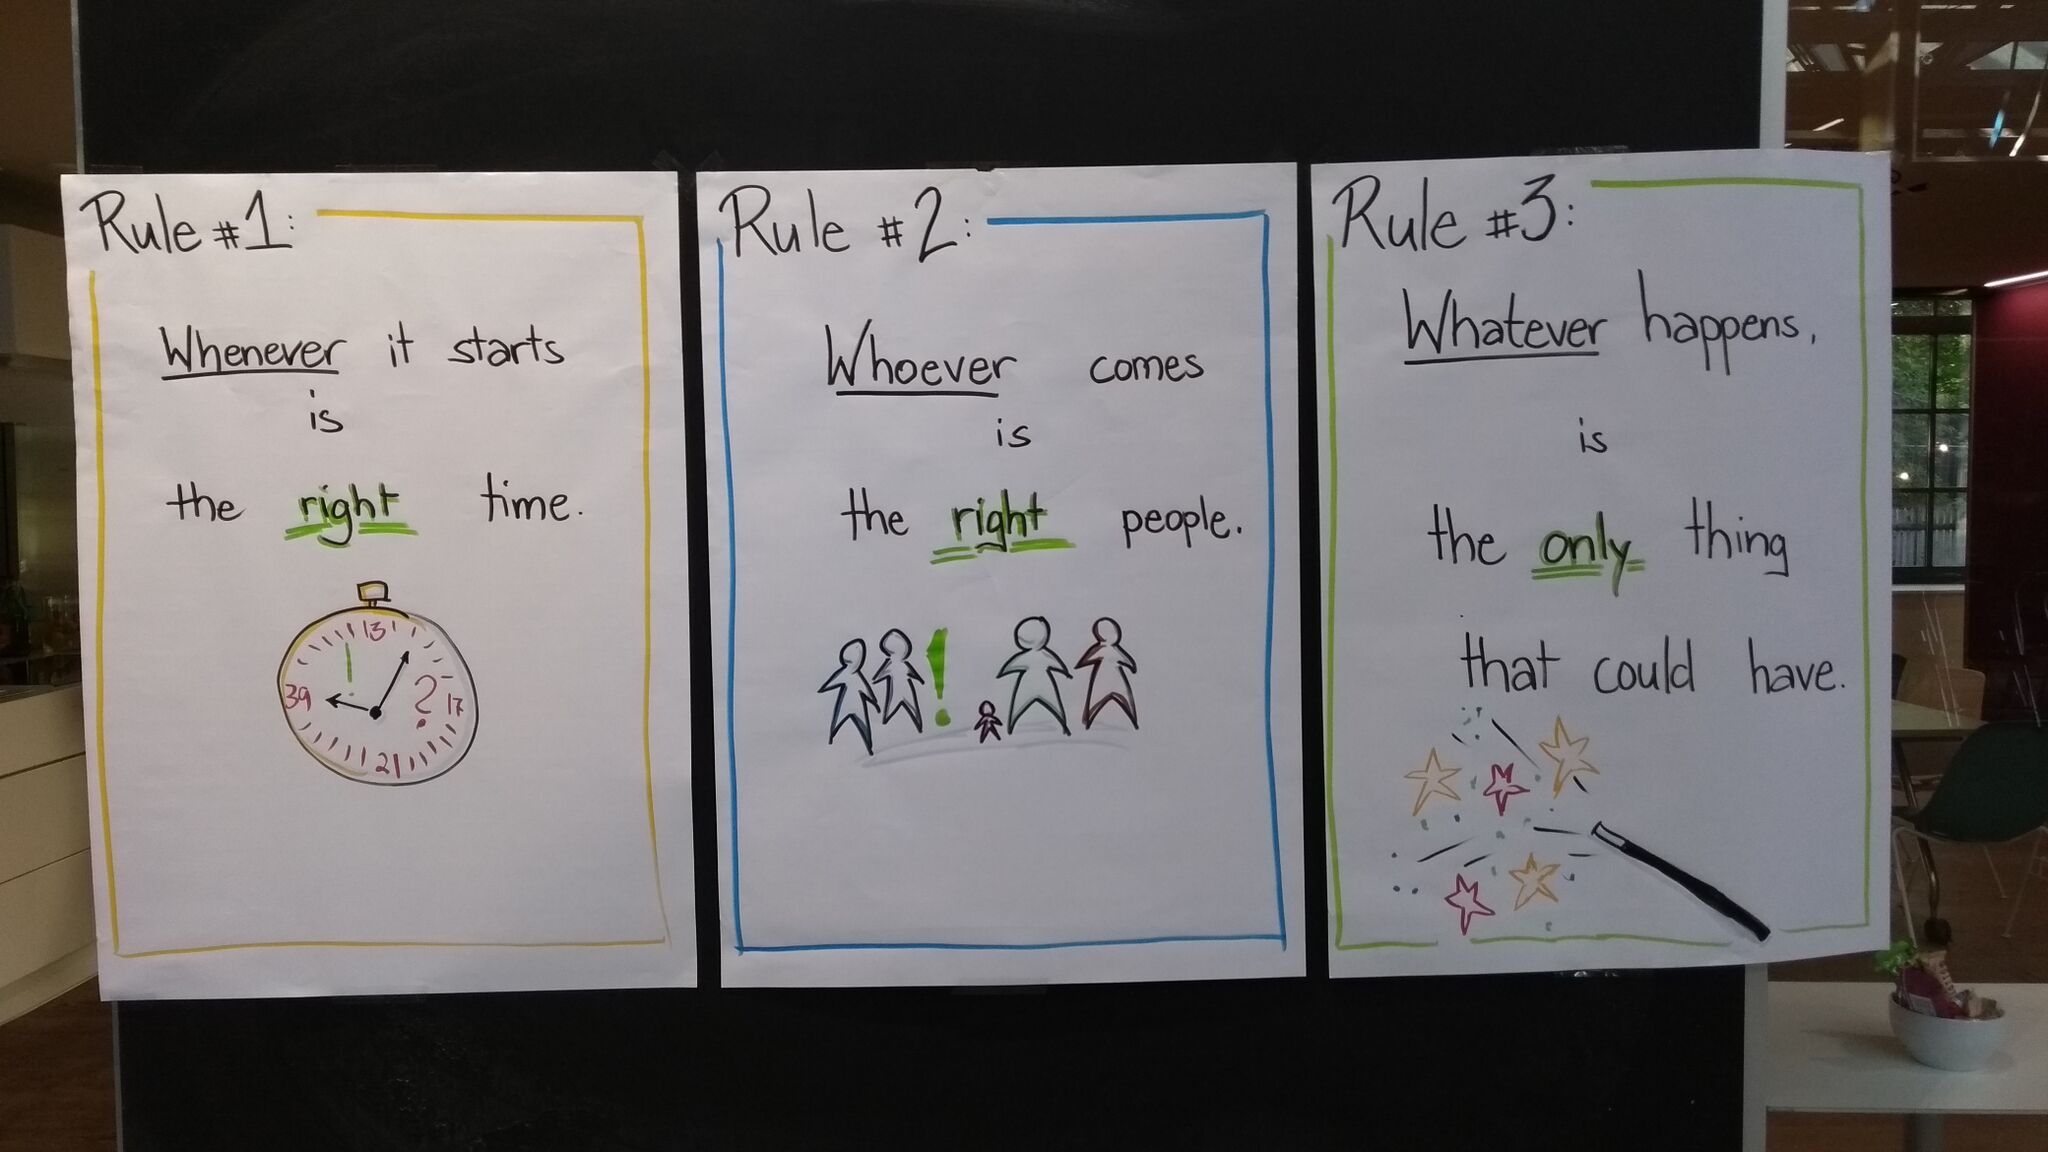 Rule #1:
Whenever it starts
is
the right time.
13
39
? 17
21
Rule #2:
Whoever comes
is
the right people.
!
Rule #3:
Whatever happens,
is
the only thing
that could have.